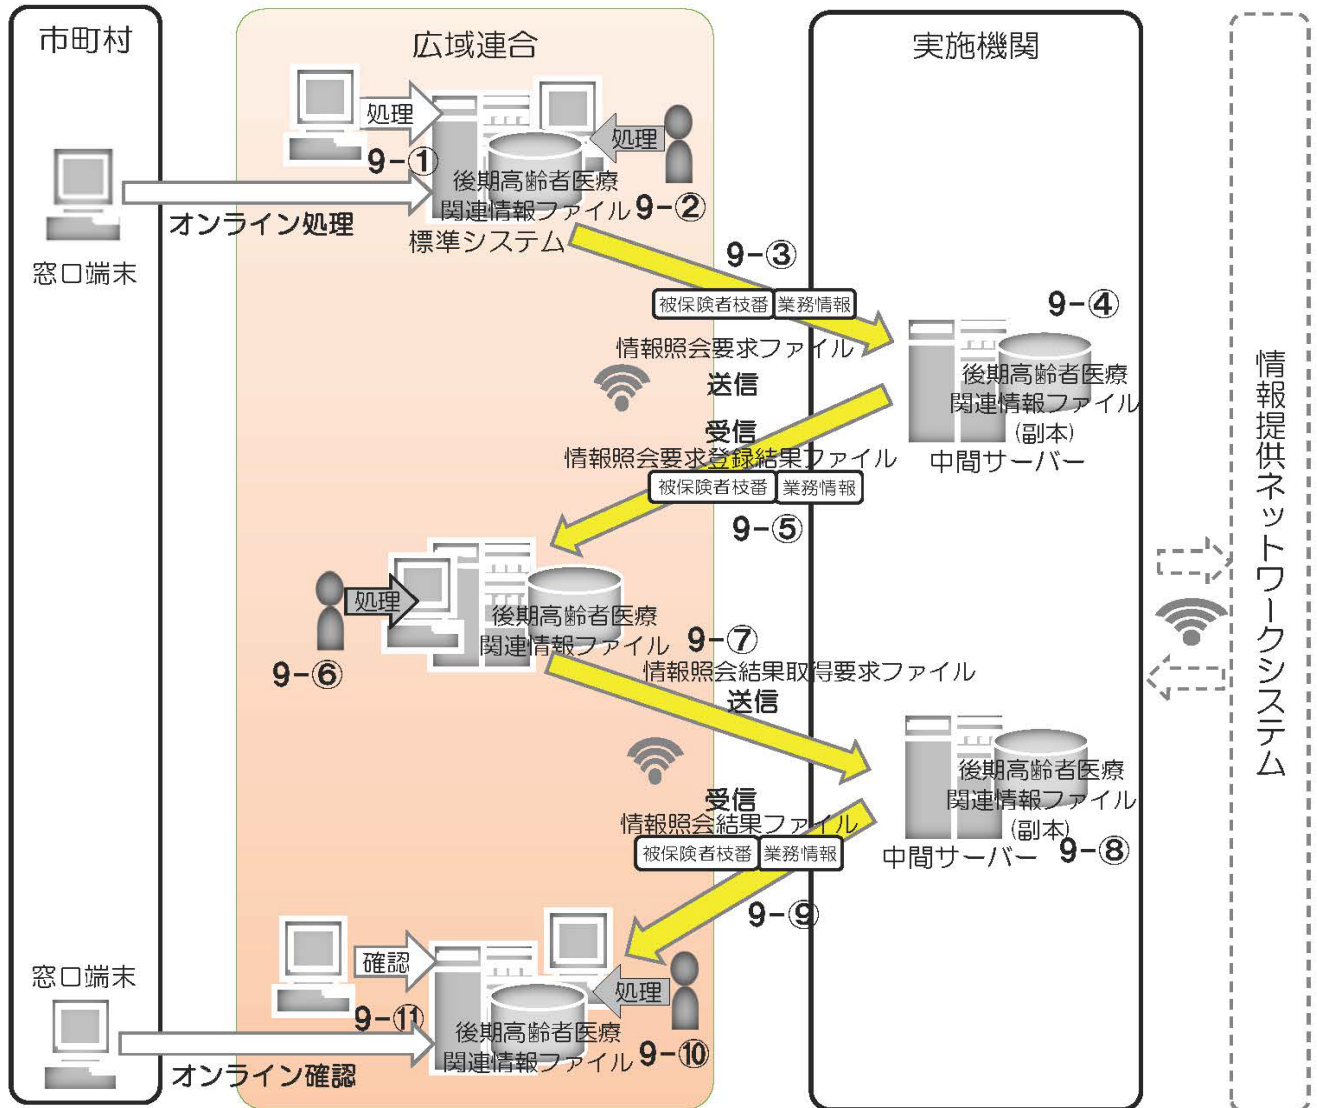 市町村
広域連合
実施機関
処理
処理
9-①
後期高齢者医療
関連情報ファイル
9-②
標準システム
オンライン処理
窓口端末
9-③
被保険者枝番
業務情報
情報照会要求ファイル
送信
9-④
後期高齢者医療
関連情報ファイル
(副本)
中間サーバー
受信
情報照会要求登録結果ファイル
被保険者枝番
業務情報
9-⑤
処理
9-⑥
後期高齢者医療
関連情報ファイル
9-⑦
情報照会結果取得要求ファイル
送信
後期高齢者医療
関連情報ファイル
(副本)
中間サーバー
9-⑧
受信
情報照会結果ファイル
被保険者枝番
業務情報
9-⑨
確認
処理
9-⑪
後期高齢者医療
関連情報ファイル
9-⑩
窓口端末
オンライン確認
情報提供ネットワークシステム